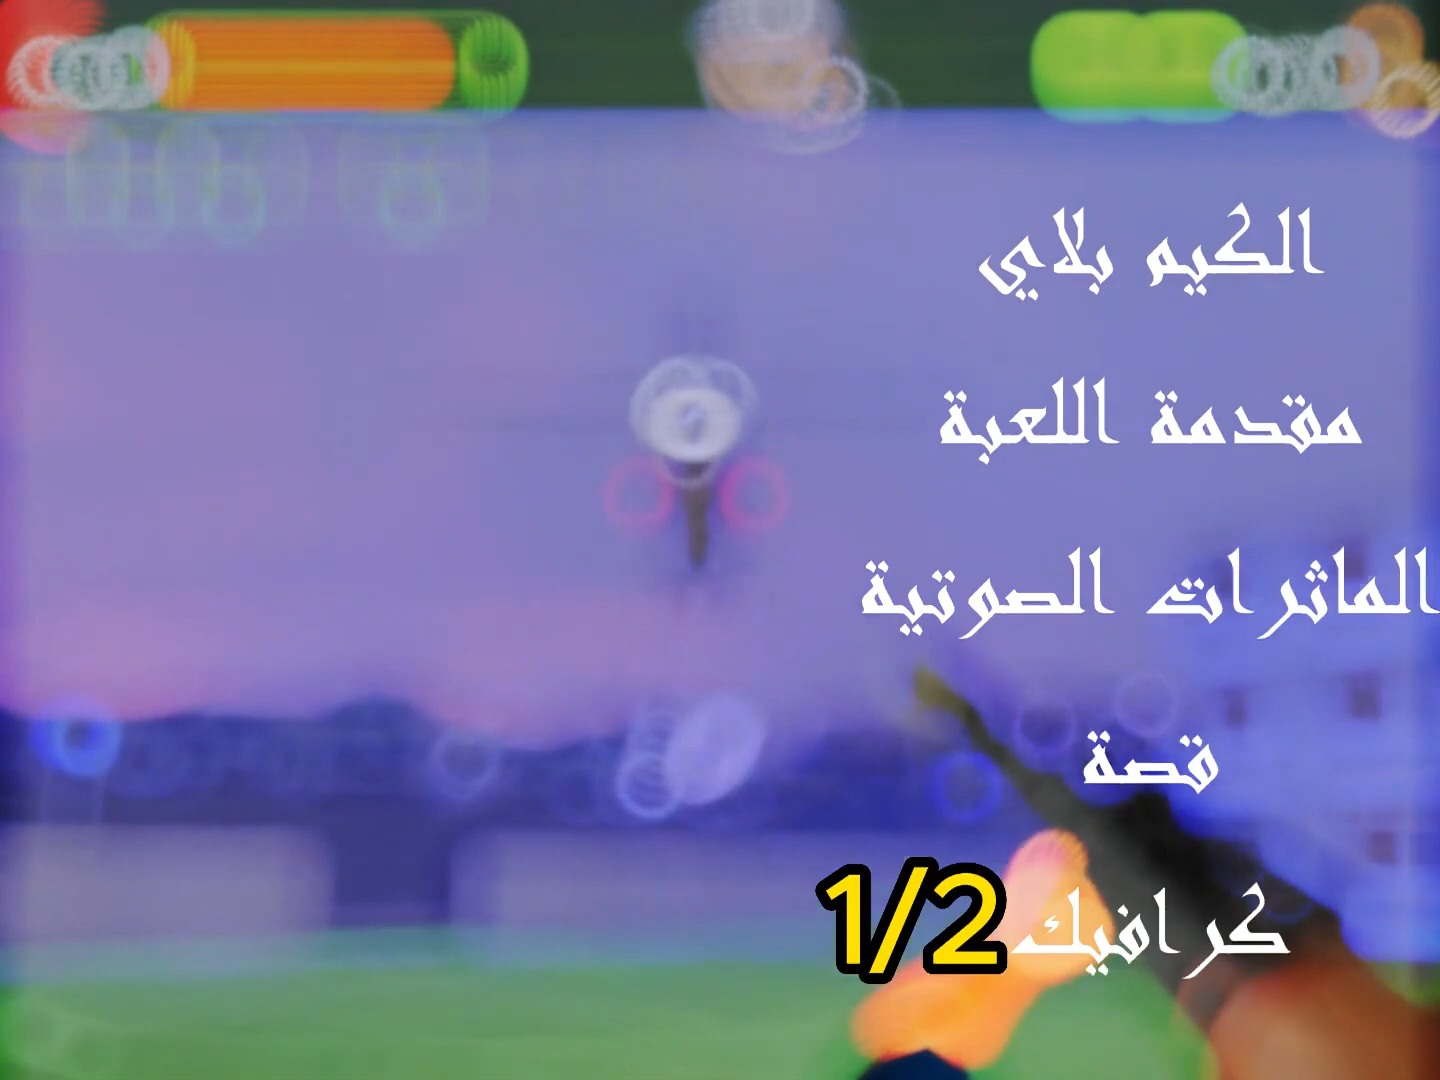 الكيم بلاي
مقدمة اللعبة
الماثرات الصوتية
قصة
كرافيك 1/2